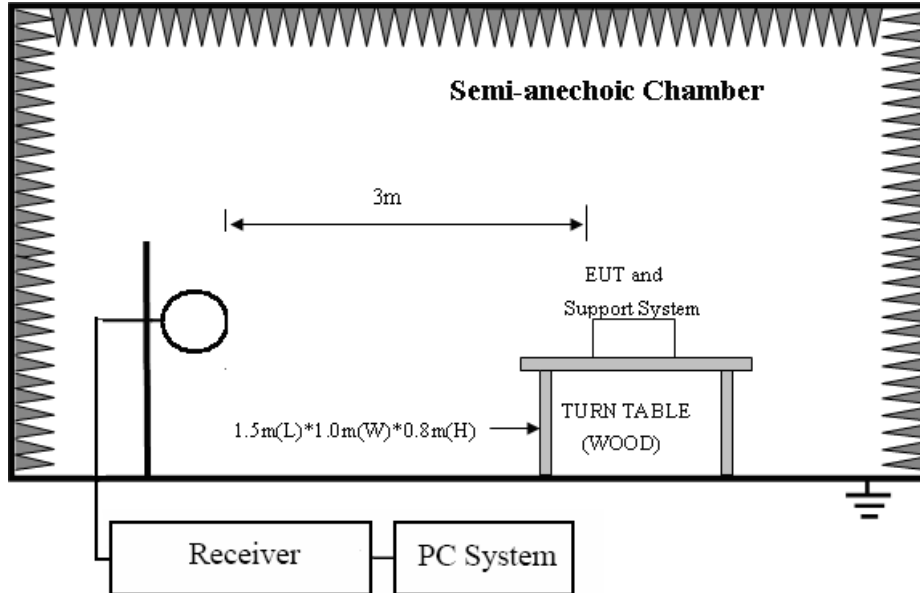 Semi-anechoic Chamber
3m
EUT and
Support System
1.5m(L)*1.0m(W)*0.8m(H)
TURN TABLE
(WOOD)
Receiver
PC System